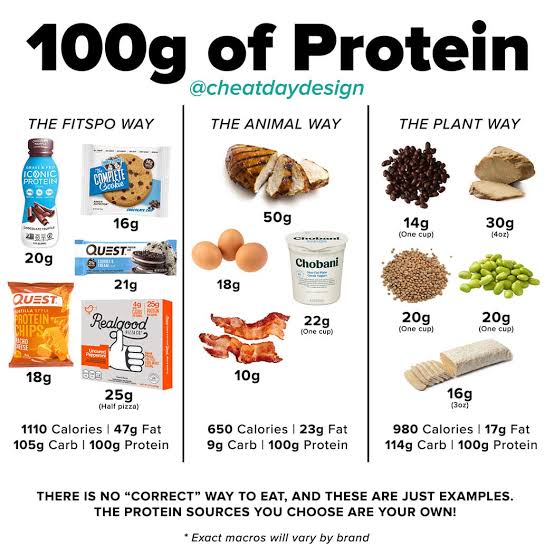 100g of Protein
@cheatdaydesign
THE FITSPO WAY
ICONIC
PROTEIN
20g
The
COMPLETE
Cookie
16g
QUEST
21g
QUEST
TORTILLA STYLE
PROTEIN
CHIPS
NACHO
CHEESE
18g
4g
25g
Realgood
PIZZA CO
Uncured
Pepperoni
25g
(Half pizza)
1110 Calories | 47g Fat
105g Carb | 100g Protein
THE ANIMAL WAY
50g
18g
Chobani
Chobani
22g
(One cup)
10g
650 Calories | 23g Fat
9g Carb | 100g Protein
THE PLANT WAY
14g
(One cup)
30g
(4oz)
20g
(One cup)
20g
(One cup)
16g
(3oz)
980 Calories | 17g Fat
114g Carb | 100g Protein
THERE IS NO “CORRECT” WAY TO EAT, AND THESE ARE JUST EXAMPLES.
THE PROTEIN SOURCES YOU CHOOSE ARE YOUR OWN!
* Exact macros will vary by brand